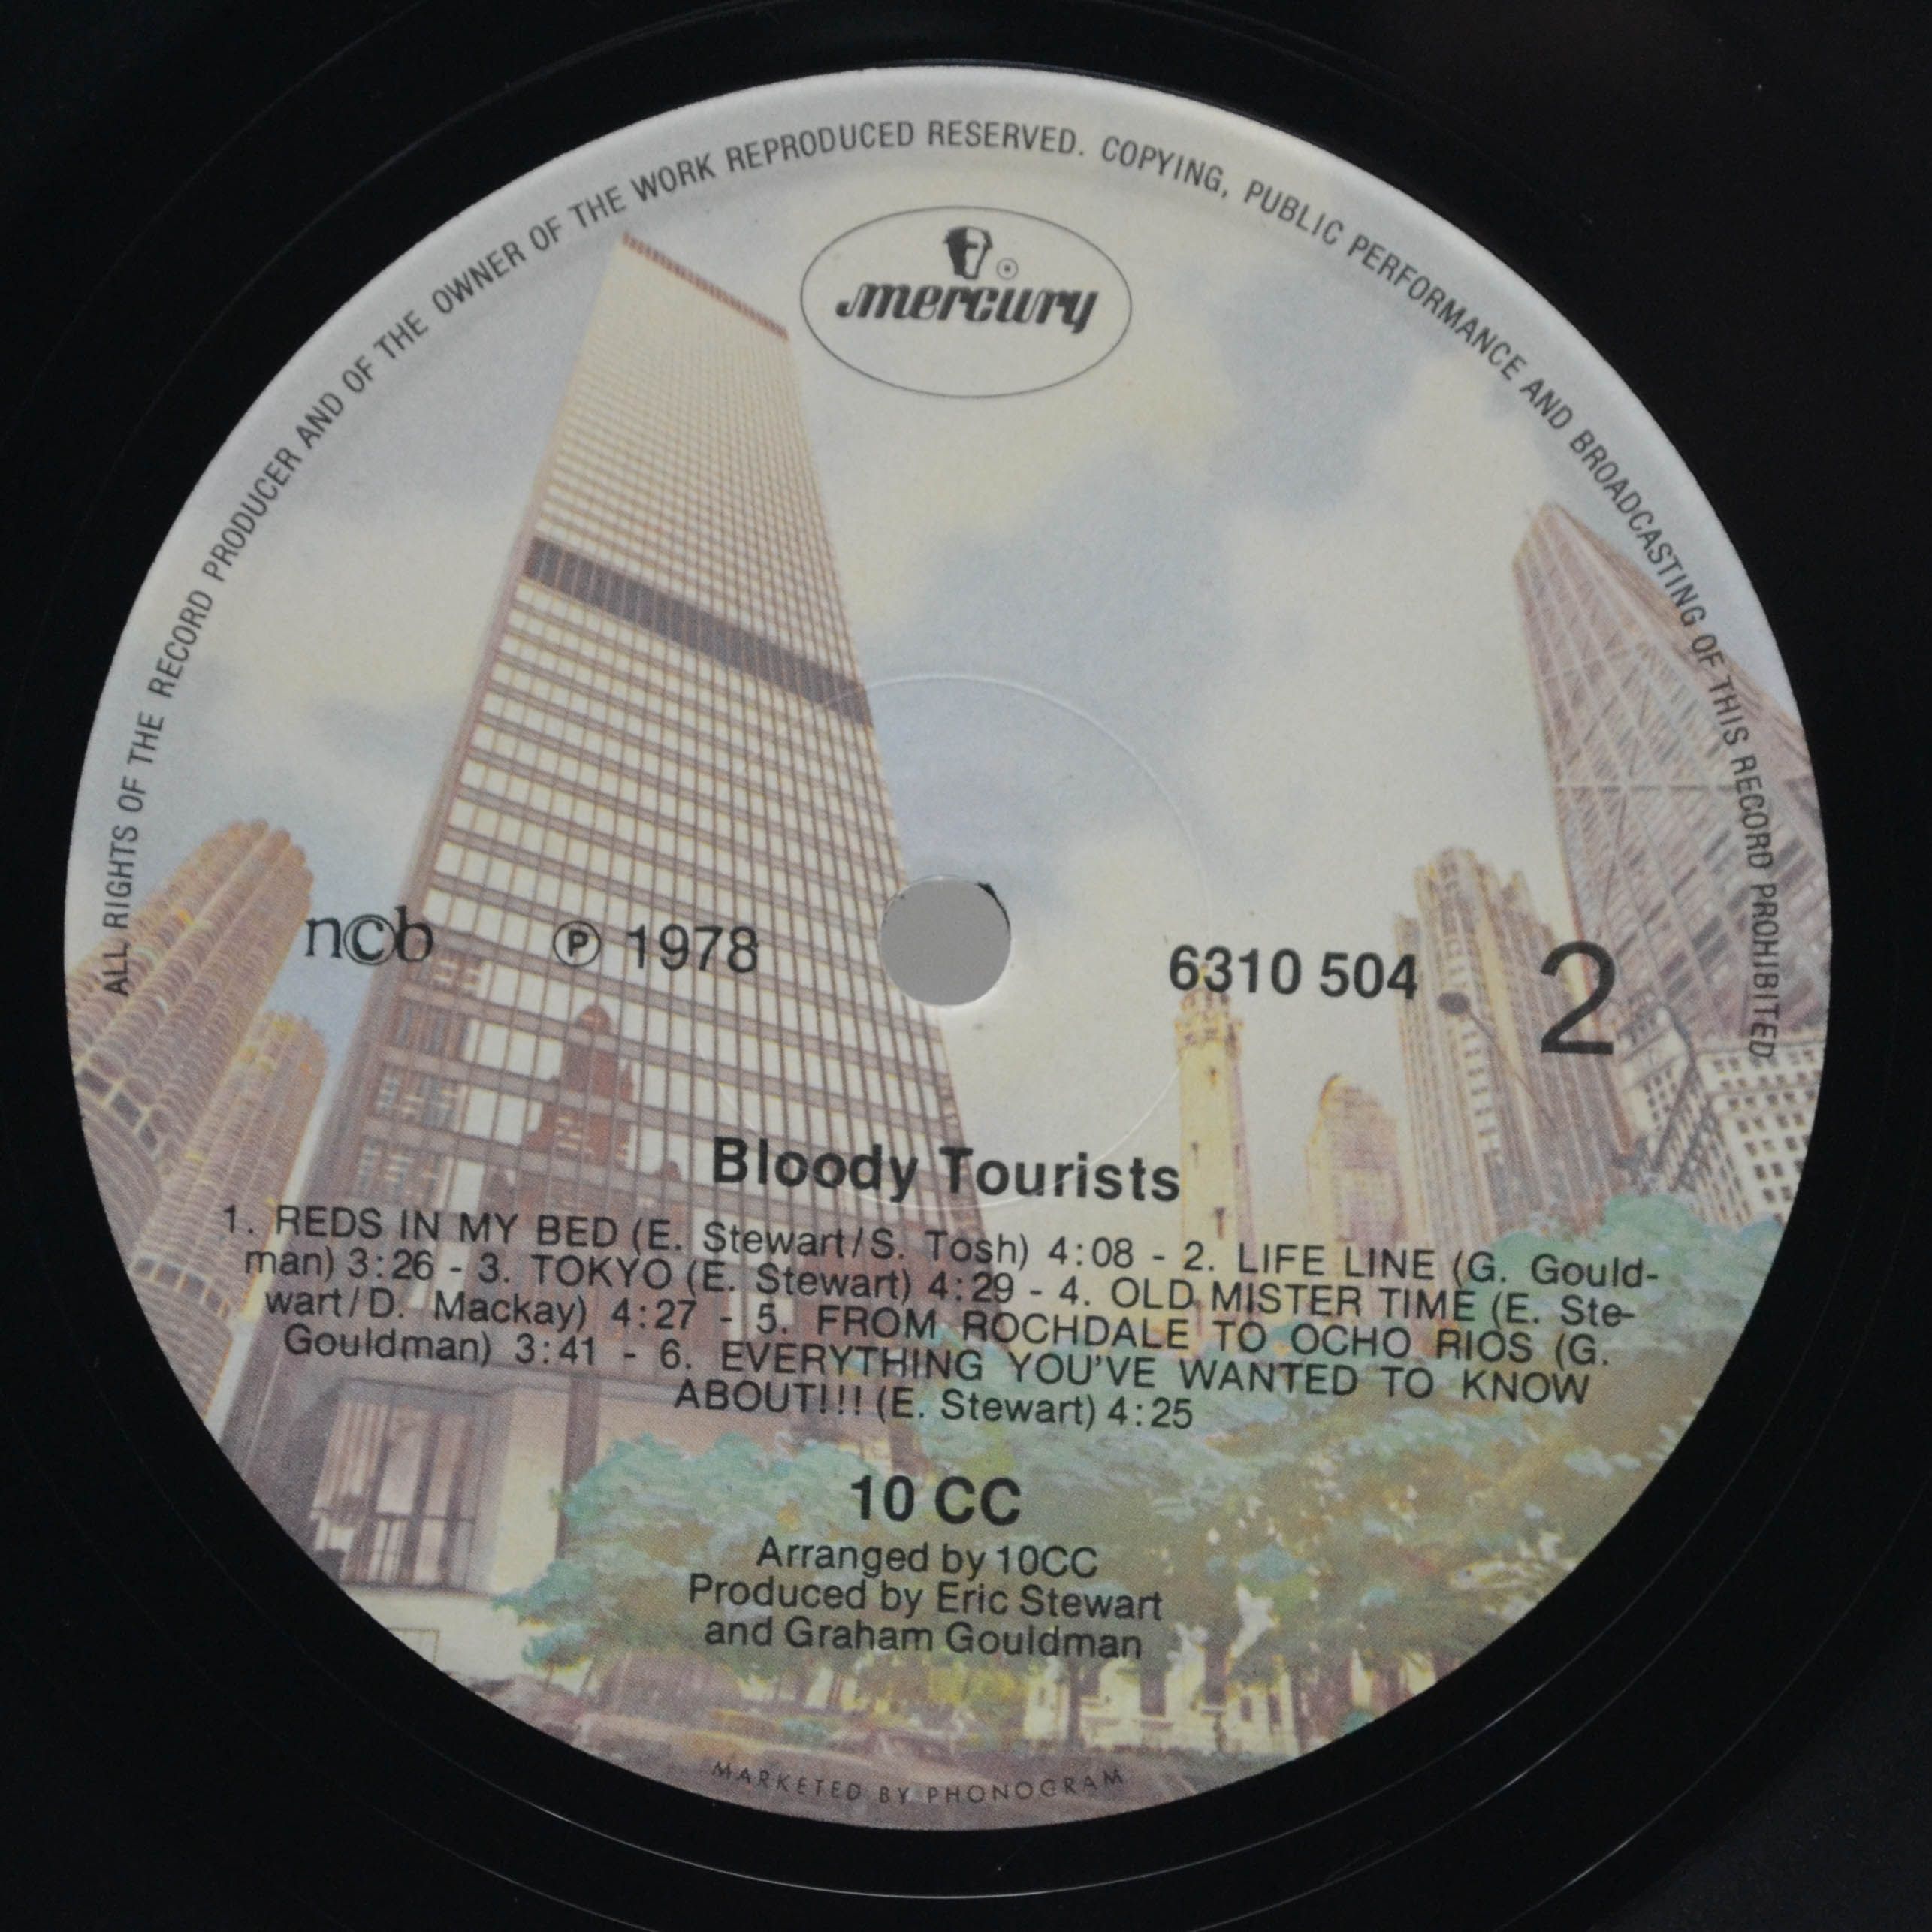 ALL RIGHTS OF THE RECORD PRODUCER AND OF THE OWNER OF THE WORK REPRODUCED RESERVED. COPYING, PUBLIC PERFORMANCE AND BROADCASTING OF THIS RECORD PROHIBITED
mercury
n©b ℗ 1978
6310 504 2
Bloody Tourists
1. REDS IN MY BED (E. Stewart/S. Tosh) 4:08 - 2. LIFE LINE (G. Gould-
man) 3:26 - 3. TOKYO (E. Stewart) 4:29 - 4. OLD MISTER TIME (E. Ste-
wart/D. Mackay) 4:27 - 5. FROM ROCHDALE TO OCHO RIOS (G.
Gouldman) 3:41 - 6. EVERYTHING YOU'VE WANTED TO KNOW
ABOUT!!! (E. Stewart) 4:25
10 CC
Arranged by 10CC
Produced by Eric Stewart
and Graham Gouldman
MARKETED BY PHONOGRAM